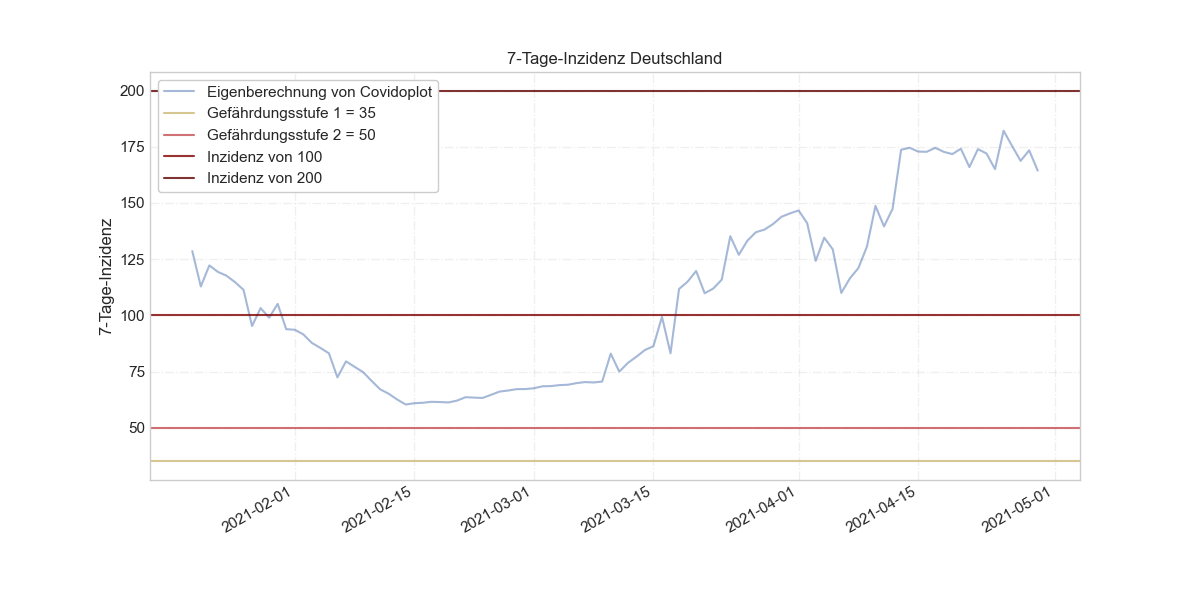 7-Tage-Inzidenz Deutschland
Eigenberechnung von Covidoplot
Gefährdungsstufe 1 = 35
Gefährdungsstufe 2 = 50
Inzidenz von 100
Inzidenz von 200
7-Tage-Inzidenz
200
175
150
125
100
75
50
2021-02-01
2021-02-15
2021-03-01
2021-03-15
2021-04-01
2021-04-15
2021-05-01